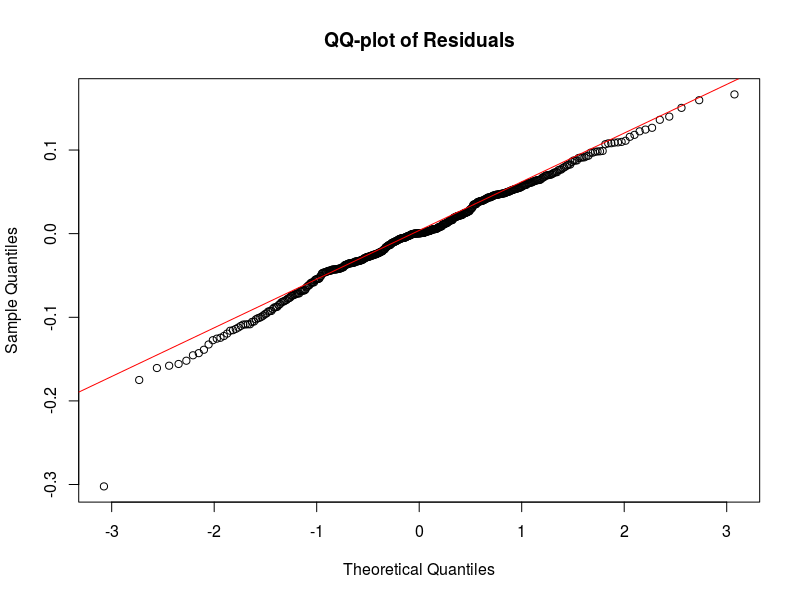 QQ-plot of Residuals
Sample Quantiles
0.1
0.0
-0.1
-0.2
-0.3
-3 -2 -1 0 1 2 3
Theoretical Quantiles